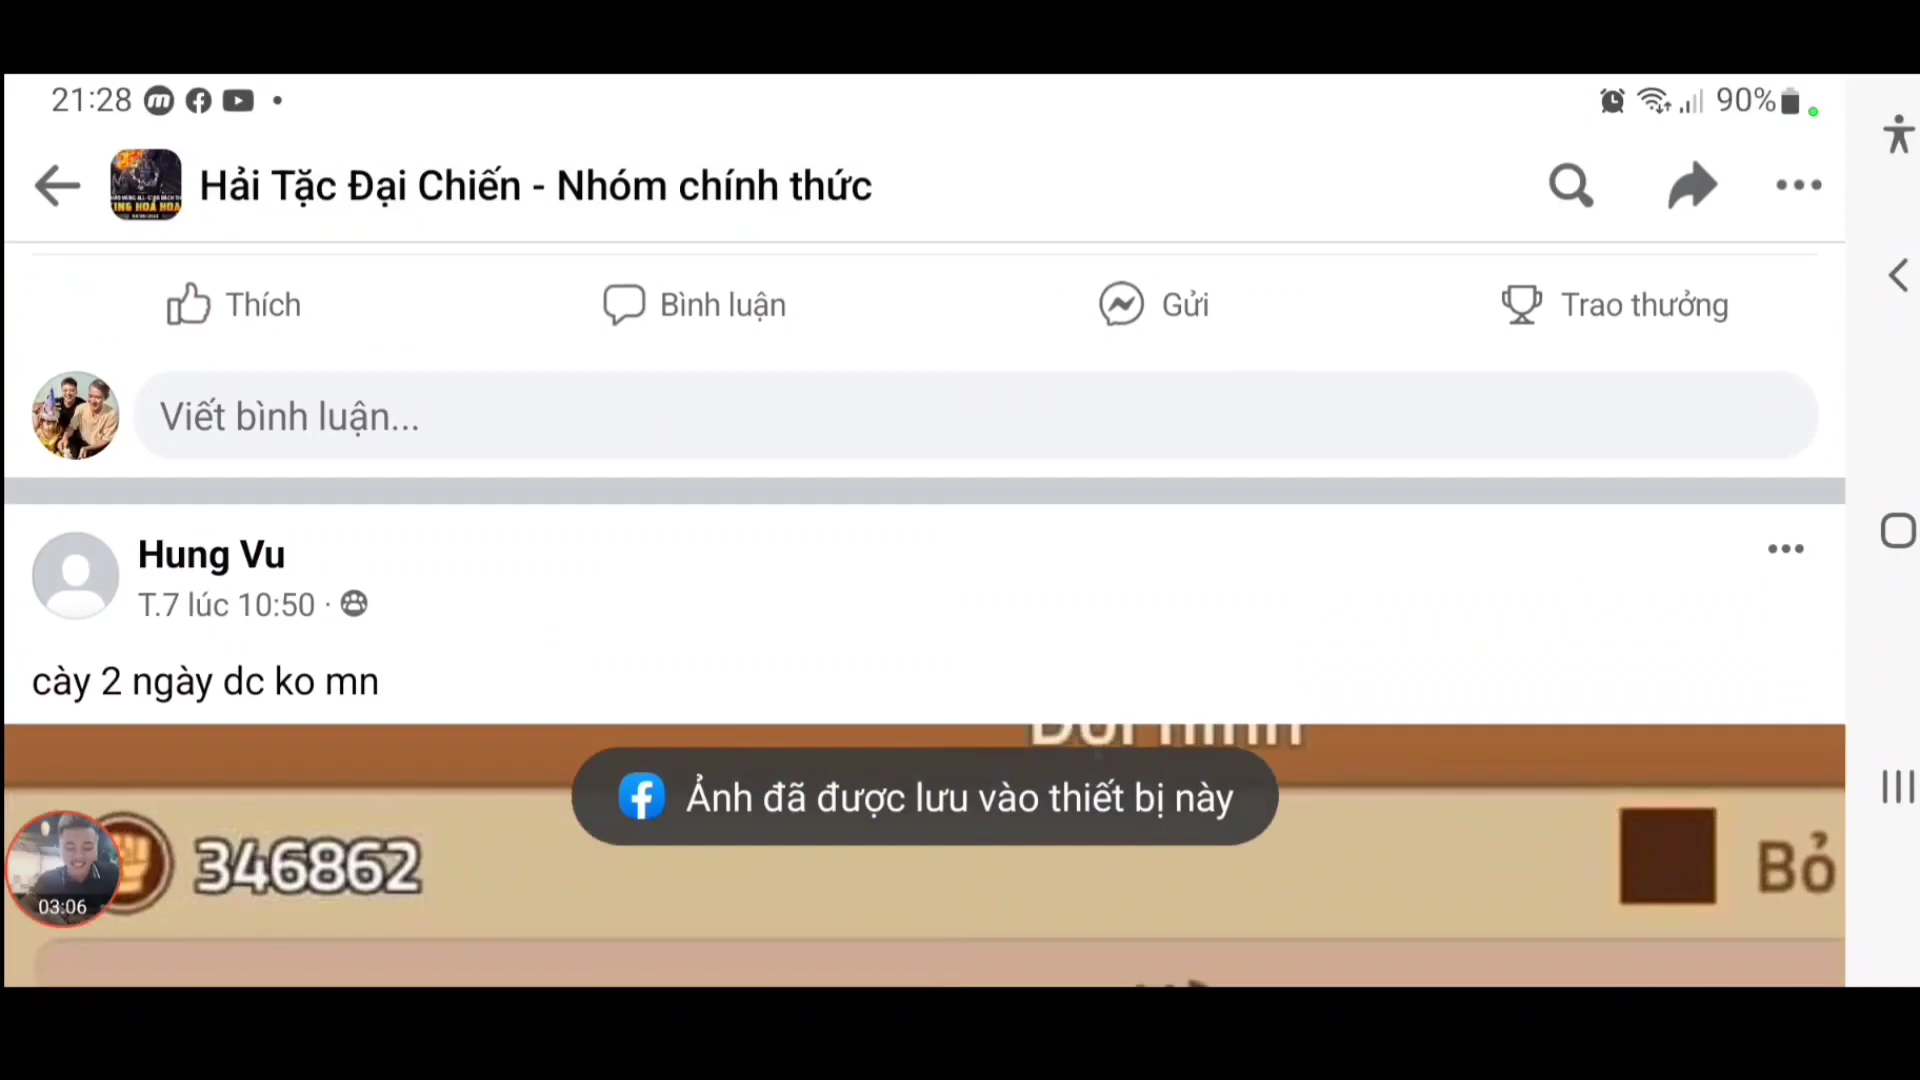 21:28
90%
Hải Tặc Đại Chiến - Nhóm chính thức
Thích
Bình luận
Gửi
Trao thưởng
Viết bình luận...
Hung Vu
T.7 lúc 10:50 ·
cày 2 ngày dc ko mn
Đội hình
Ảnh đã được lưu vào thiết bị này
346862
Bỏ
03:06